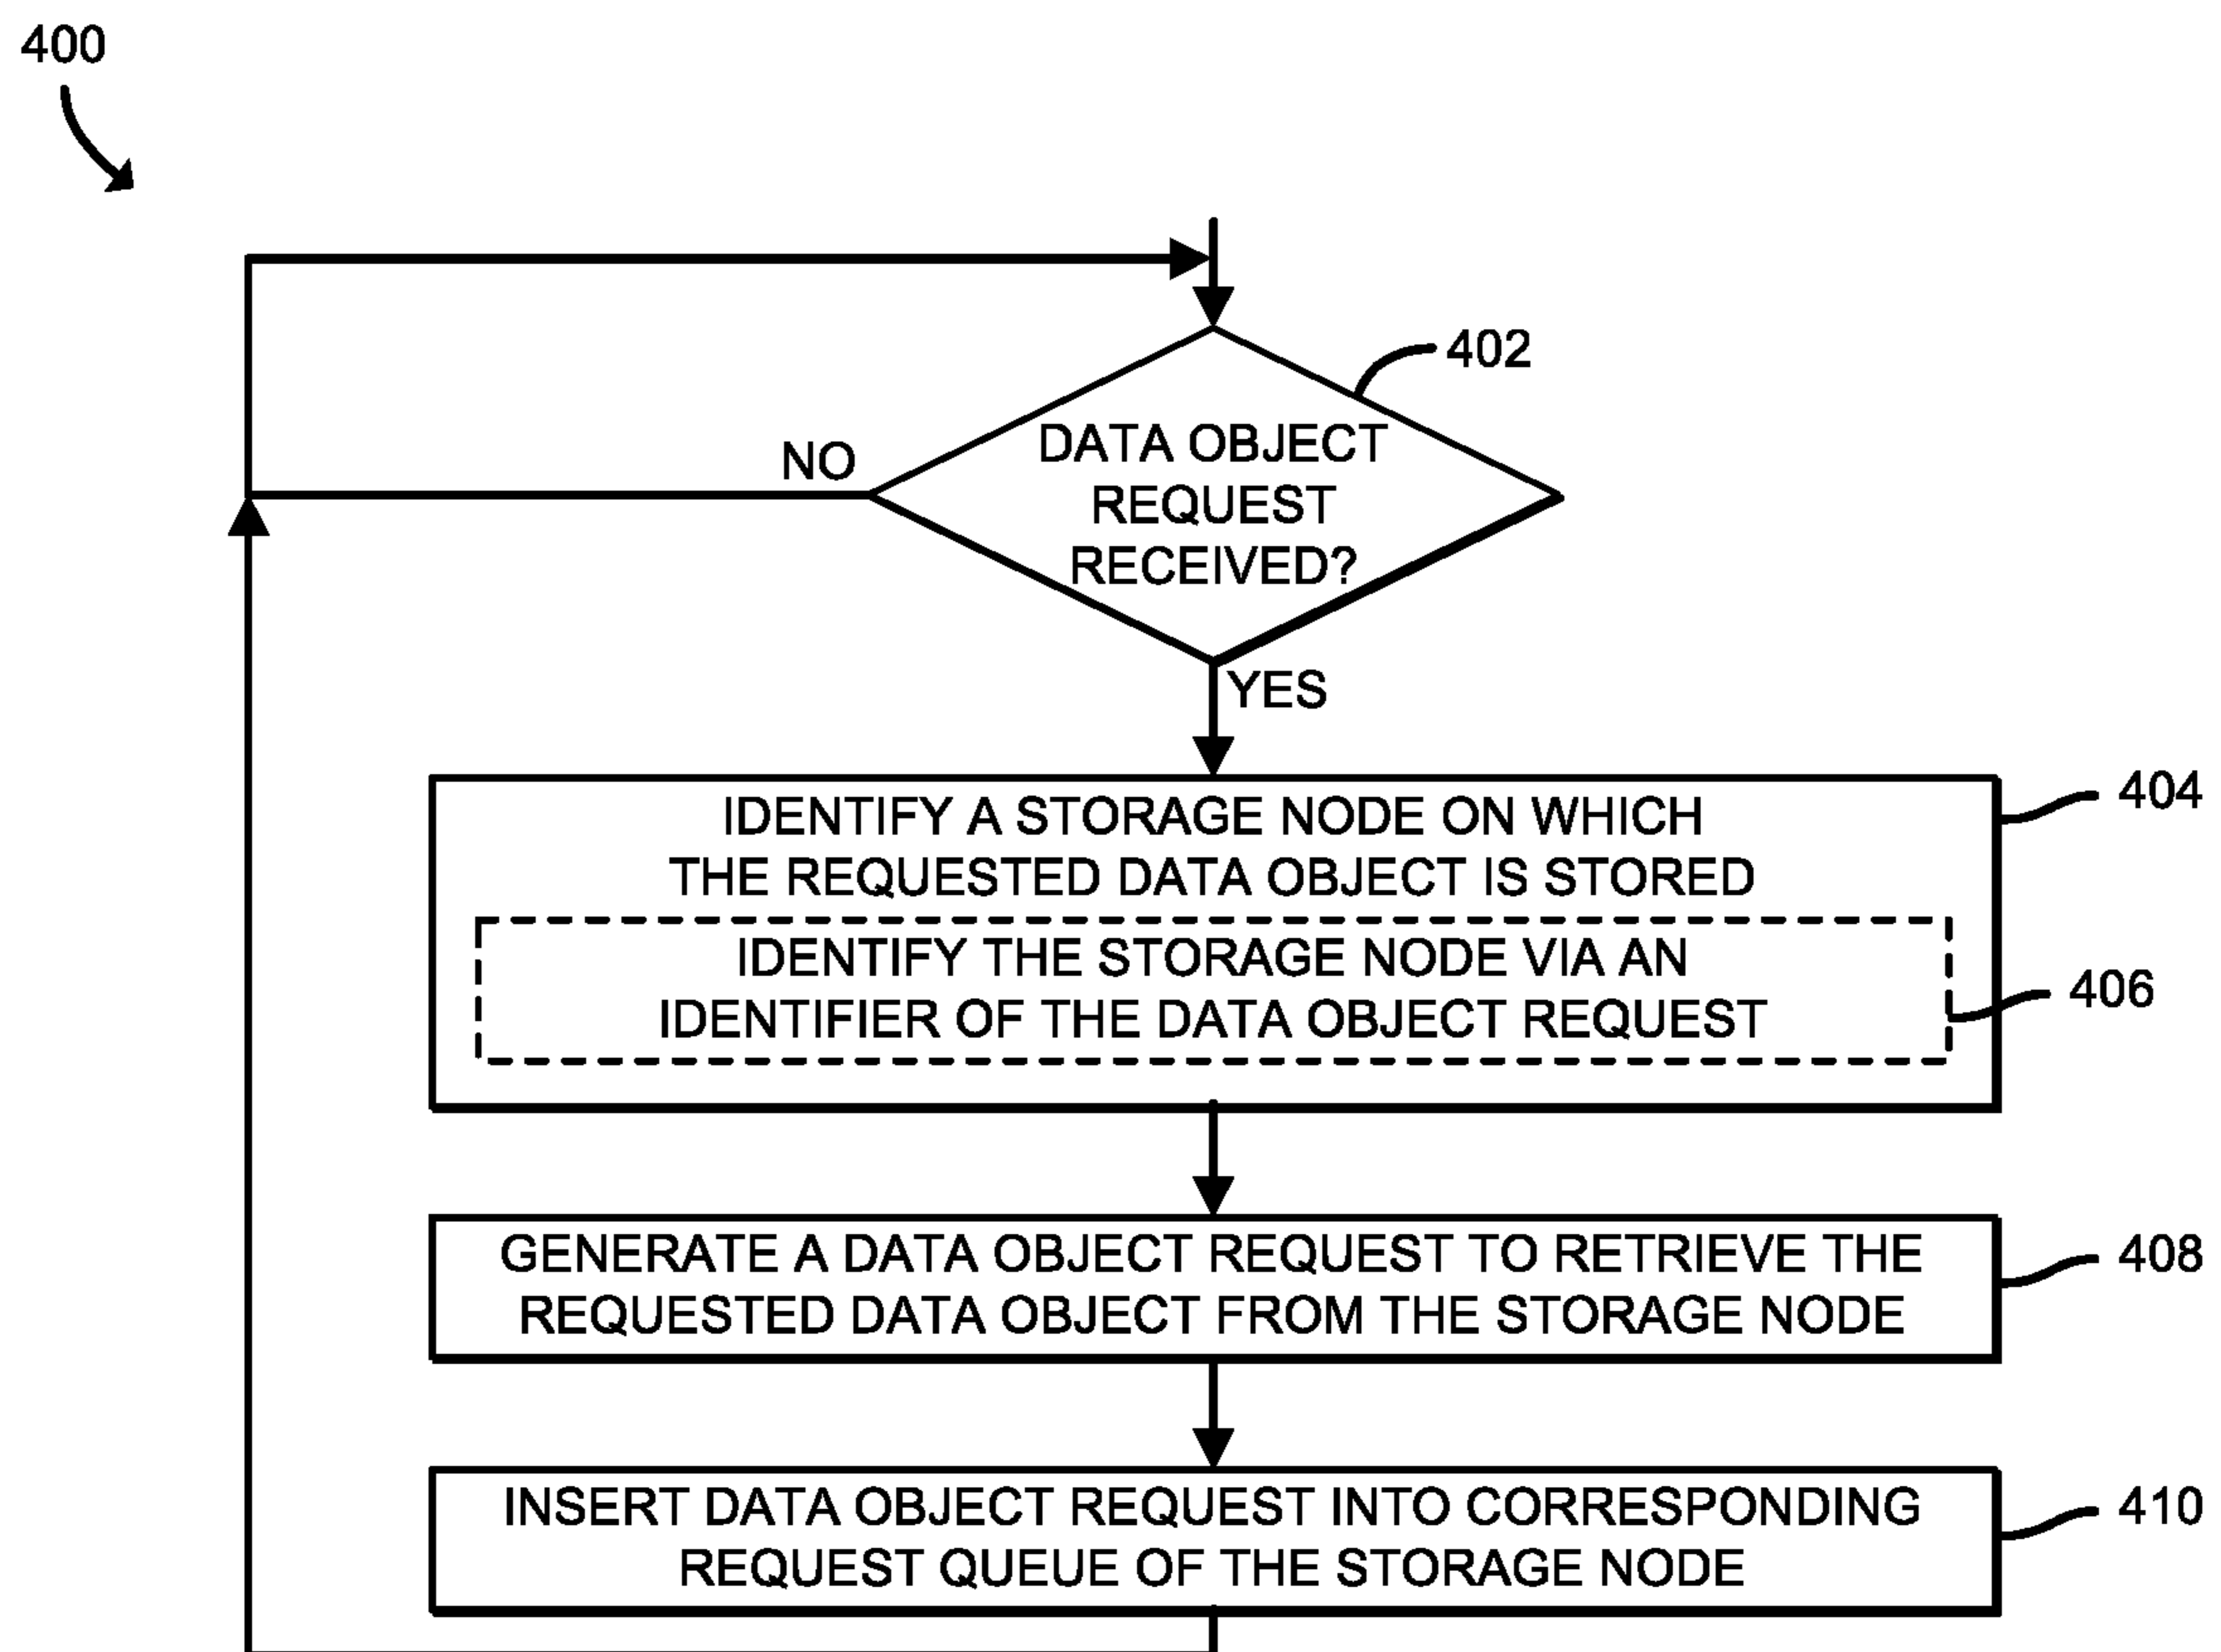 400
402
DATA OBJECT
REQUEST
RECEIVED?
NO
YES
404
IDENTIFY A STORAGE NODE ON WHICH
THE REQUESTED DATA OBJECT IS STORED
IDENTIFY THE STORAGE NODE VIA AN
IDENTIFIER OF THE DATA OBJECT REQUEST
406
GENERATE A DATA OBJECT REQUEST TO RETRIEVE THE
REQUESTED DATA OBJECT FROM THE STORAGE NODE
408
INSERT DATA OBJECT REQUEST INTO CORRESPONDING
REQUEST QUEUE OF THE STORAGE NODE
410